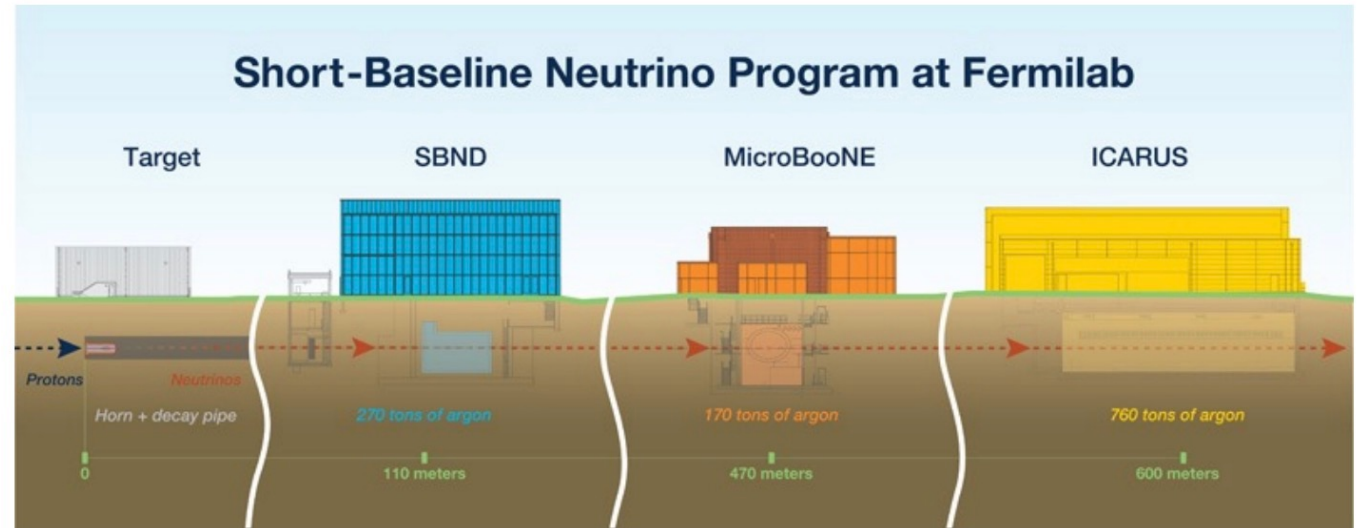 Short-Baseline Neutrino Program at Fermilab
Target
SBND
MicroBooNE
ICARUS
Protons
Neutrinos
Horn + decay pipe
270 tons of argon
170 tons of argon
760 tons of argon
0
110 meters
470 meters
600 meters